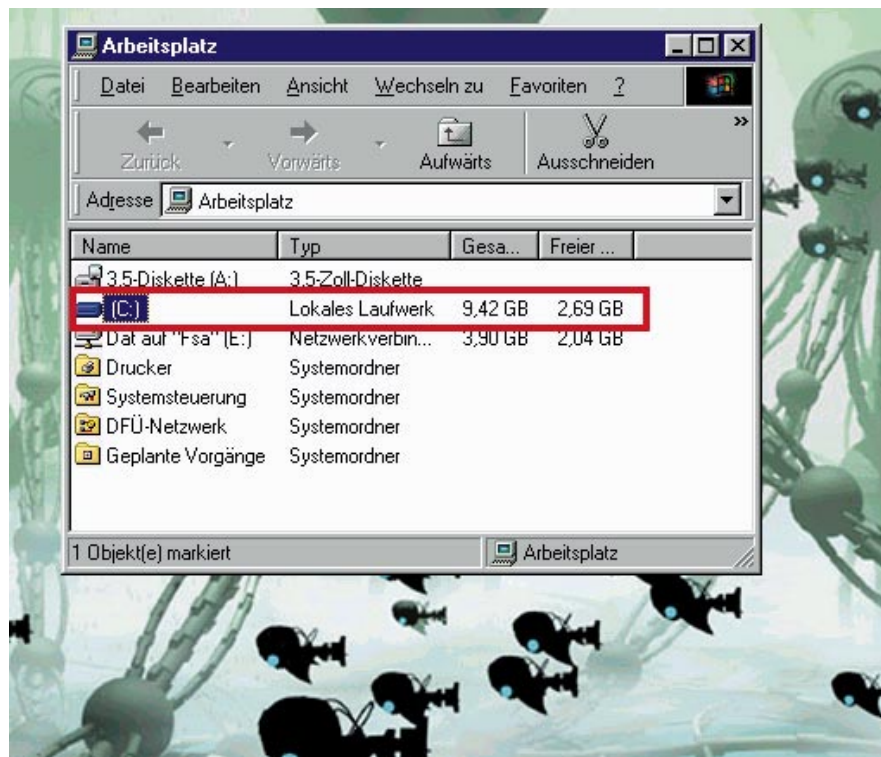 Arbeitsplatz
Datei Bearbeiten Ansicht Wechseln zu Favoriten ?
Zurück Vorwärts Aufwärts Ausschneiden »
Adresse Arbeitsplatz
Name Typ Gesa... Freier ...
3,5-Diskette (A:) 3,5-Zoll-Diskette
(C:) Lokales Laufwerk 9,42 GB 2,69 GB
Dat auf "Fsa" (E:) Netzwerkverbin... 3,90 GB 2,04 GB
Drucker Systemordner
Systemsteuerung Systemordner
DFÜ-Netzwerk Systemordner
Geplante Vorgänge Systemordner
1 Objekt(e) markiert Arbeitsplatz